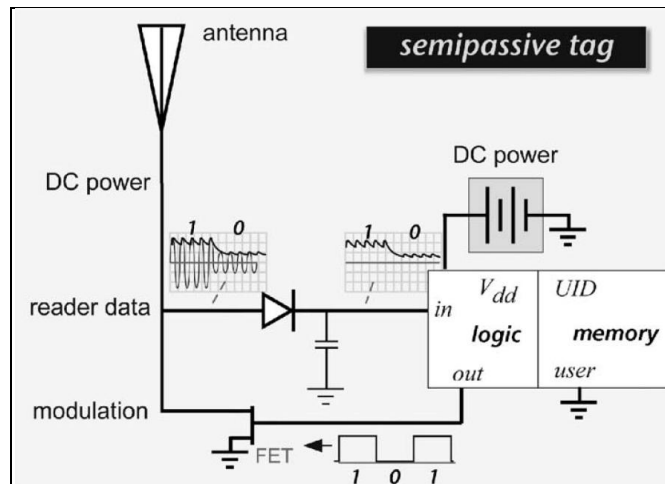 antenna
semipassive tag
DC power
DC power
1 0
1 0
reader data
in
Vdd
UID
logic
memory
out
user
modulation
FET
1 0 1